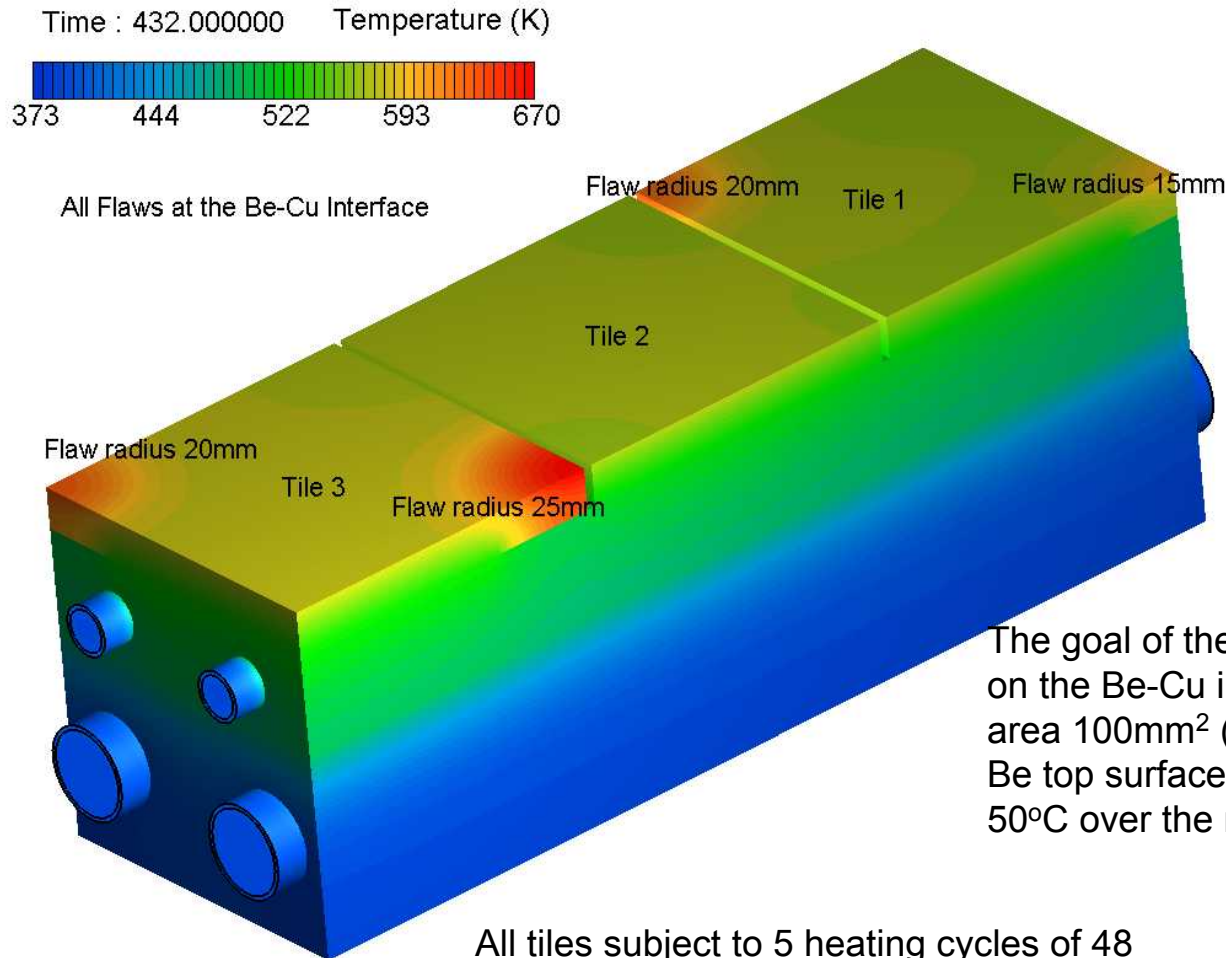 Time : 432.000000 Temperature (K)
373 444 522 593 670
All Flaws at the Be-Cu Interface
Flaw radius 20mm
Tile 1
Flaw radius 15mm
Tile 2
Flaw radius 20mm
Tile 3
Flaw radius 25mm
The goal of the
on the Be-Cu i
area 100mm² (
Be top surface
50°C over the
All tiles subject to 5 heating cycles of 48